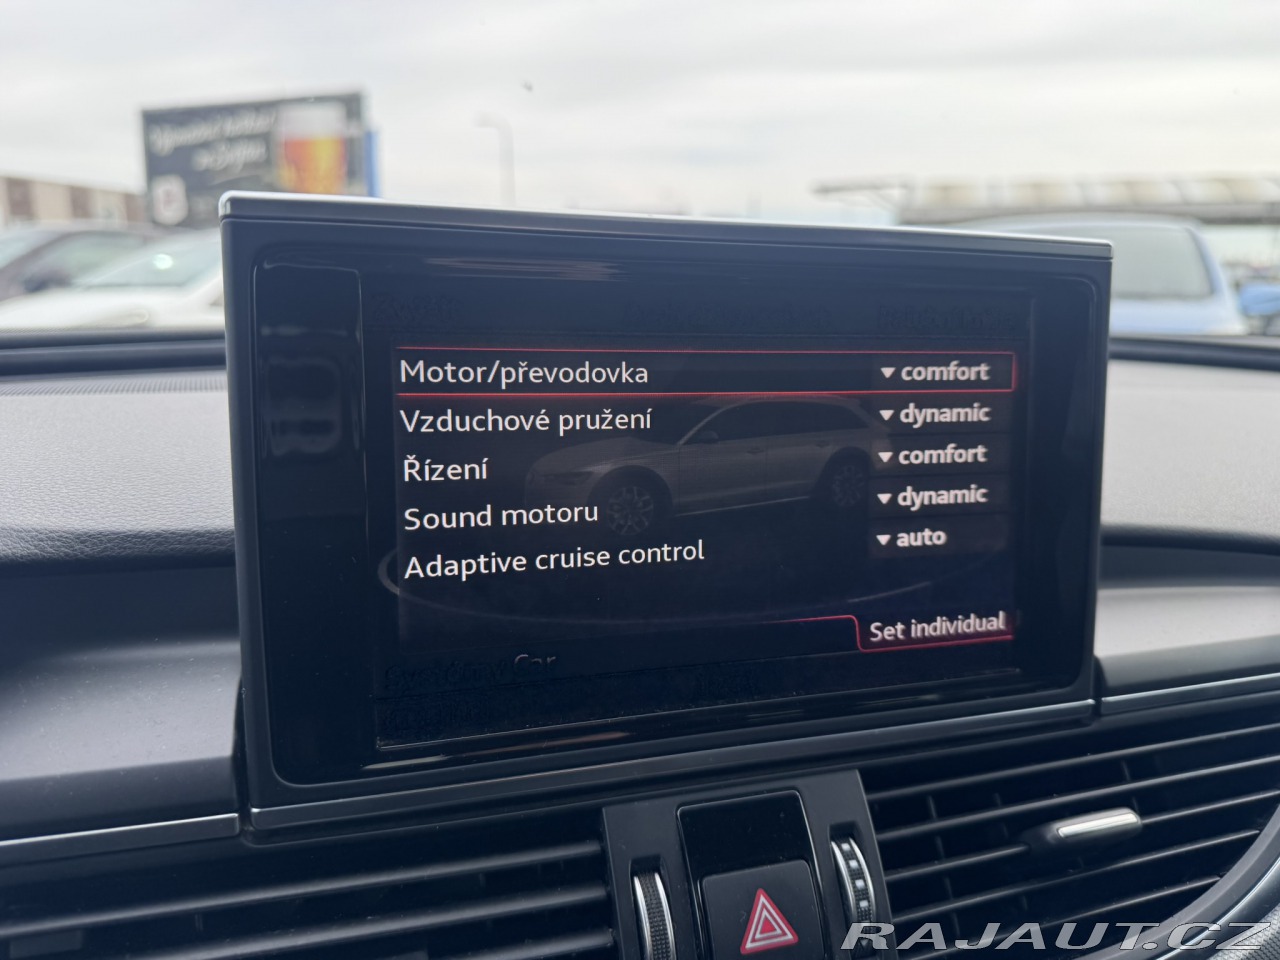 Motor/převodovka ▾ comfort
Vzduchové pružení ▾ dynamic
Řízení ▾ comfort
Sound motoru ▾ dynamic
Adaptive cruise control ▾ auto
Set individual
Car
RAJAUT.CZ